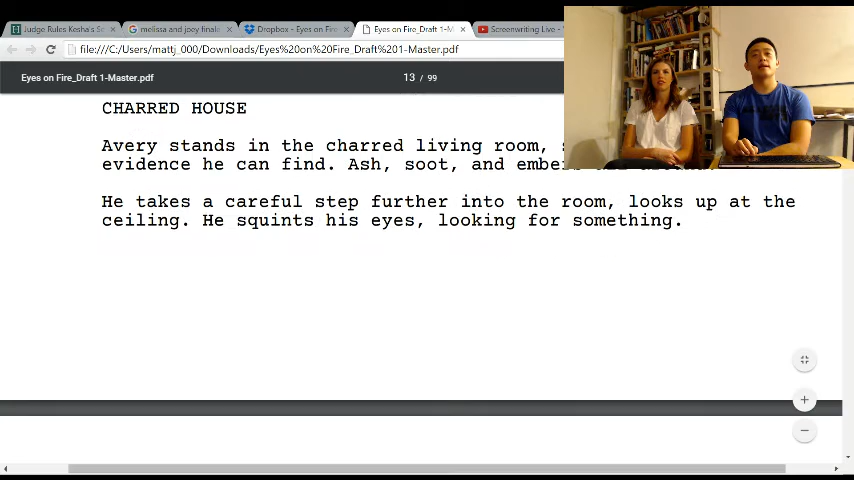 Judge Rules Kesha's S
melissa and joey finale
Dropbox - Eyes on Fire
Eyes on Fire_Draft 1-M
Screenwriting Live -
file:///C:/Users/mattj_000/Downloads/Eyes%20on%20Fire_Draft%201-Master.pdf
Eyes on Fire_Draft 1-Master.pdf
13 / 99
CHARRED HOUSE
Avery stands in the charred living room,
evidence he can find. Ash, soot, and embers all
He takes a careful step further into the room, looks up at the
ceiling. He squints his eyes, looking for something.